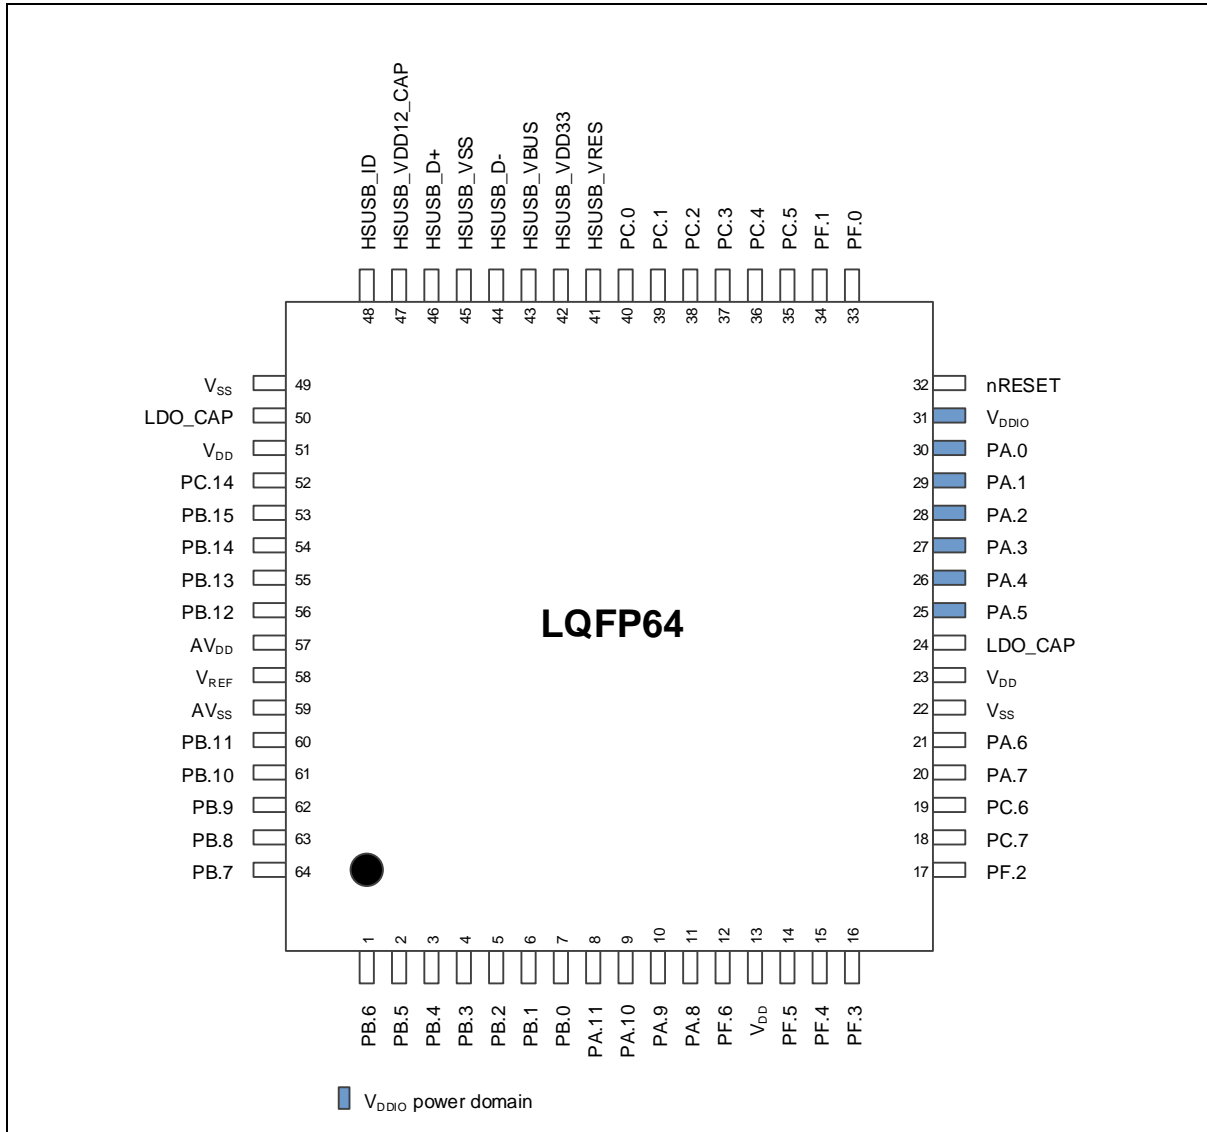 HSUSB_ID
HSUSB_VDD12_CAP
HSUSB_D+
HSUSB_VSS
HSUSB_D-
HSUSB_VBUS
HSUSB_VDD33
HSUSB_VRES
PC.0
PC.1
PC.2
PC.3
PC.4
PC.5
PF.1
PF.0
48
47
46
45
44
43
42
41
40
39
38
37
36
35
34
33
VSS 49
LDO_CAP 50
VDD 51
PC.14 52
PB.15 53
PB.14 54
PB.13 55
PB.12 56
AVDD 57
VREF 58
AVSS 59
PB.11 60
PB.10 61
PB.9 62
PB.8 63
PB.7 64
LQFP64
32 nRESET
31 VDDIO
30 PA.0
29 PA.1
28 PA.2
27 PA.3
26 PA.4
25 PA.5
24 LDO_CAP
23 VDD
22 VSS
21 PA.6
20 PA.7
19 PC.6
18 PC.7
17 PF.2
1
2
3
4
5
6
7
8
9
10
11
12
13
14
15
16
PB.6
PB.5
PB.4
PB.3
PB.2
PB.1
PB.0
PA.11
PA.10
PA.9
PA.8
PF.6
VDD
PF.5
PF.4
PF.3
VDDIO power domain